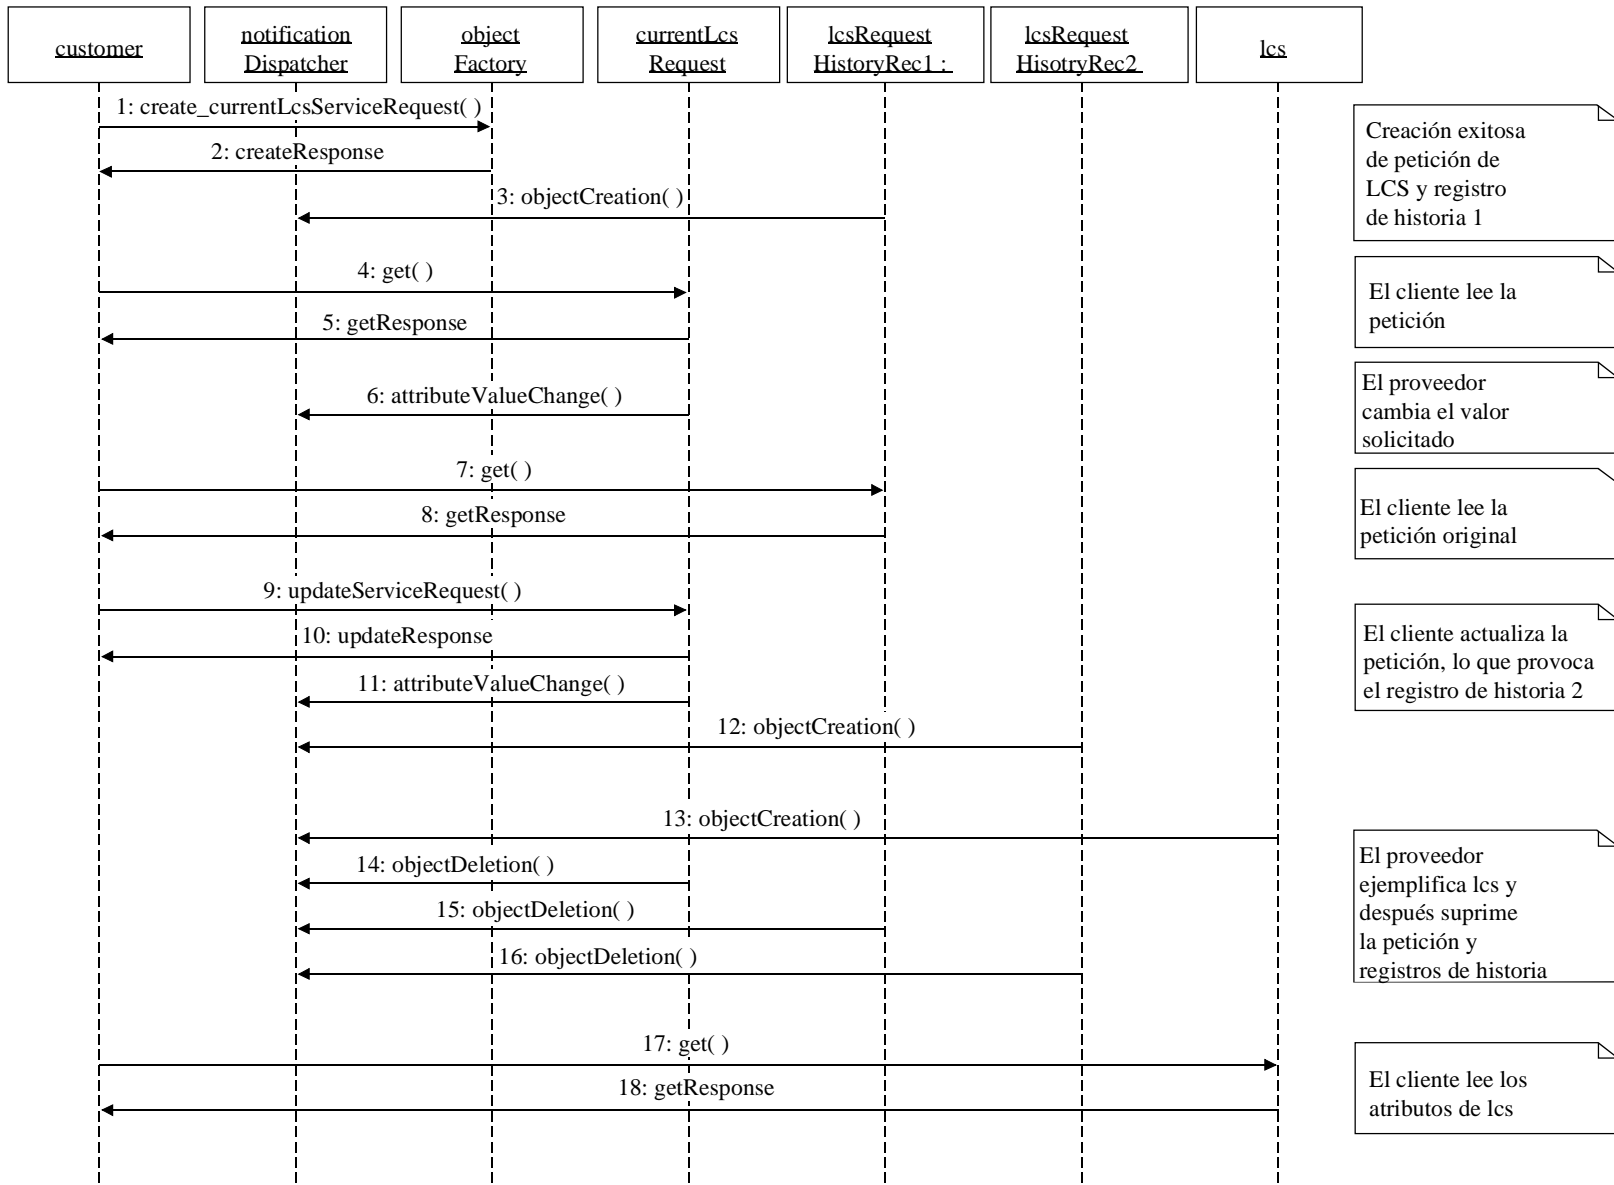 customer
notification
Dispatcher
object
Factory
currentLcs
Request
lcsRequest
HistoryRec1 :
lcsRequest
HisotryRec2
lcs
1: create_currentLcsServiceRequest( )
2: createResponse
3: objectCreation( )
Creación exitosa
de petición de
LCS y registro
de historia 1
4: get( )
5: getResponse
El cliente lee la
petición
6: attributeValueChange( )
El proveedor
cambia el valor
solicitado
7: get( )
8: getResponse
El cliente lee la
petición original
9: updateServiceRequest( )
10: updateResponse
11: attributeValueChange( )
12: objectCreation( )
El cliente actualiza la
petición, lo que provoca
el registro de historia 2
13: objectCreation( )
14: objectDeletion( )
15: objectDeletion( )
16: objectDeletion( )
El proveedor
ejemplifica lcs y
después suprime
la petición y
registros de historia
17: get( )
18: getResponse
El cliente lee los
atributos de lcs